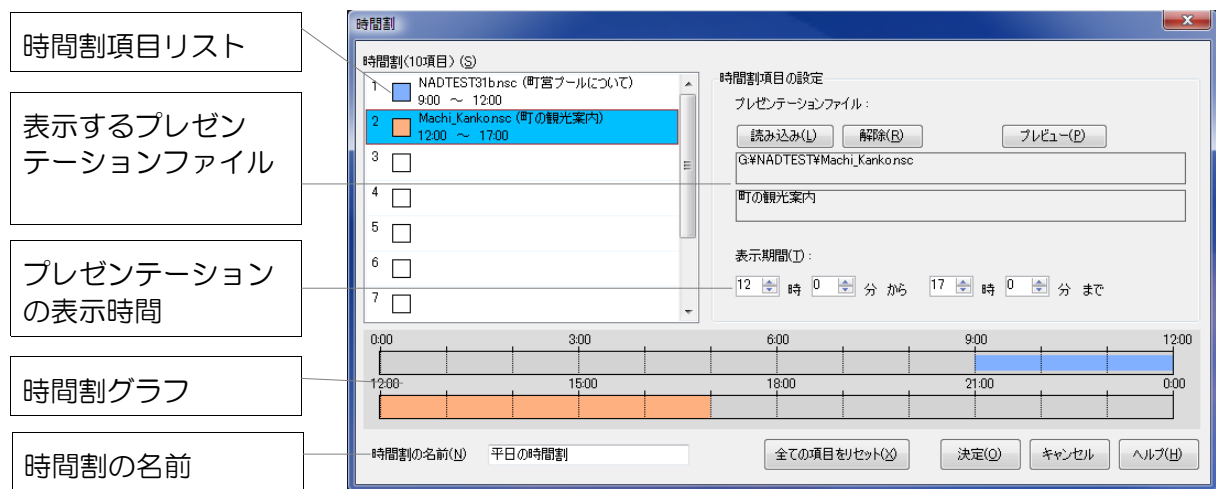 時間割項目リスト
表示するプレゼン
テーションファイル
プレゼンテーション
の表示時間
時間割グラフ
時間割の名前
時間割
時間割(10項目) (S)
1 NADTEST31b.nsc (町営プールについて)
9:00 ～ 12:00
2 Machi_Kanko.nsc (町の観光案内)
12:00 ～ 17:00
3
4
5
6
7
時間割項目の設定
プレゼンテーションファイル：
読み込み(L) 解除(R) プレビュー(P)
G:¥NADTEST¥Machi_Kanko.nsc
町の観光案内
表示期間(T)：
12 時 0 分 から 17 時 0 分 まで
0:00 3:00 6:00 9:00 12:00
12:00 15:00 18:00 21:00 0:00
時間割の名前(N) 平日の時間割 全ての項目をリセット(X) 決定(O) キャンセル ヘルプ(H)